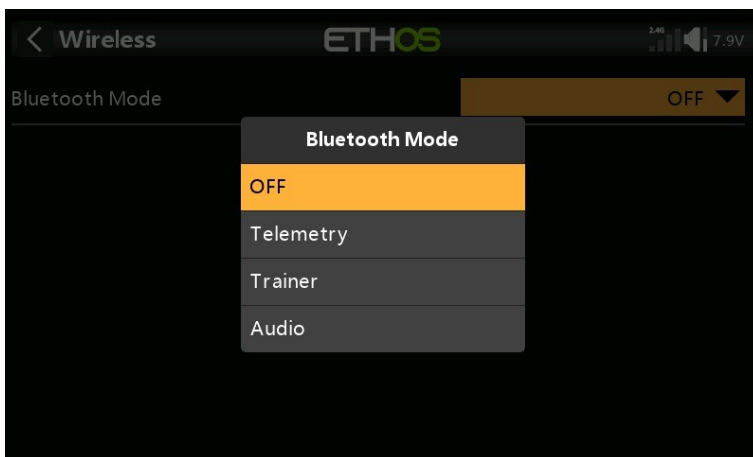 Wireless
ETHOS
2.4G
7.9V
Bluetooth Mode
OFF
Bluetooth Mode
OFF
Telemetry
Trainer
Audio